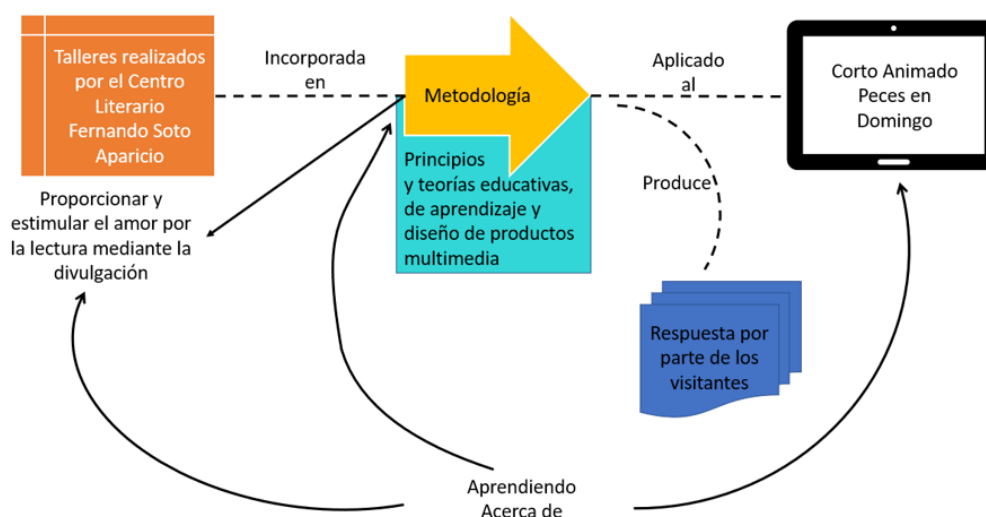 Talleres realizados
por el Centro
Literario
Fernando Soto
Aparicio
Incorporada
en
Metodología
Aplicado
al
Corto Animado
Peces en
Domingo
Proporcionar y
estimular el amor por
la lectura mediante la
divulgación
Principios
y teorías educativas,
de aprendizaje y
diseño de productos
multimedia
Produce
Respuesta por
parte de los
visitantes
Aprendiendo
Acerca de